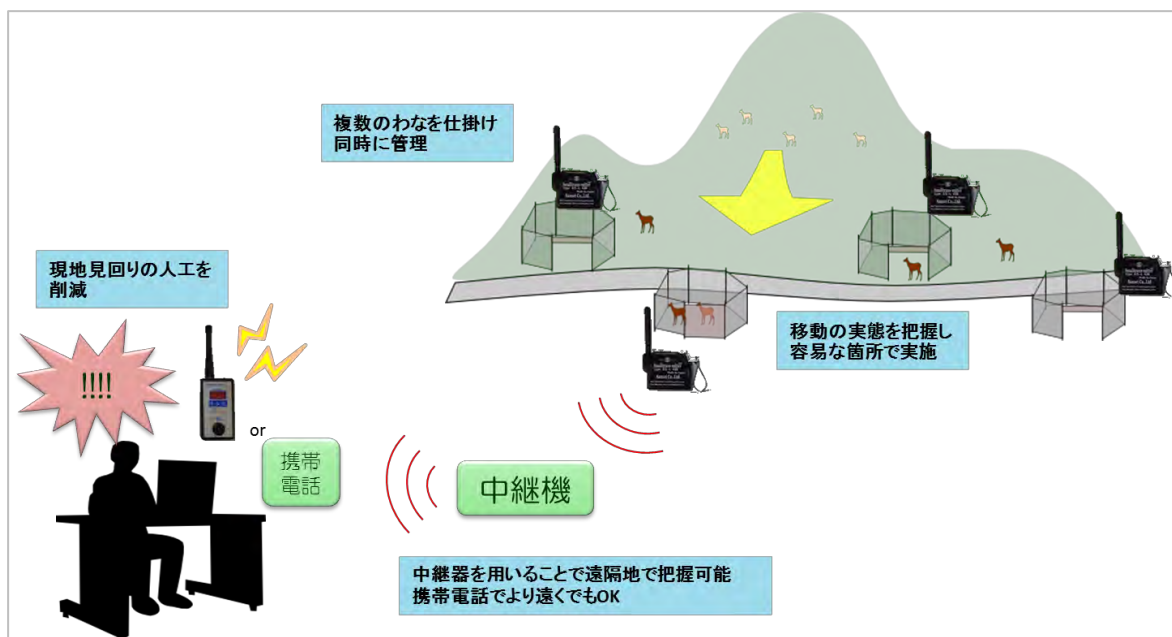 複数のわなを仕掛け
同時に管理
現地見回りの人工を
削減
移動の実態を把握し
容易な箇所で実施
!!!!
or
携帯
電話
中継機
中継器を用いることで遠隔地で把握可能
携帯電話でより遠くでもOK